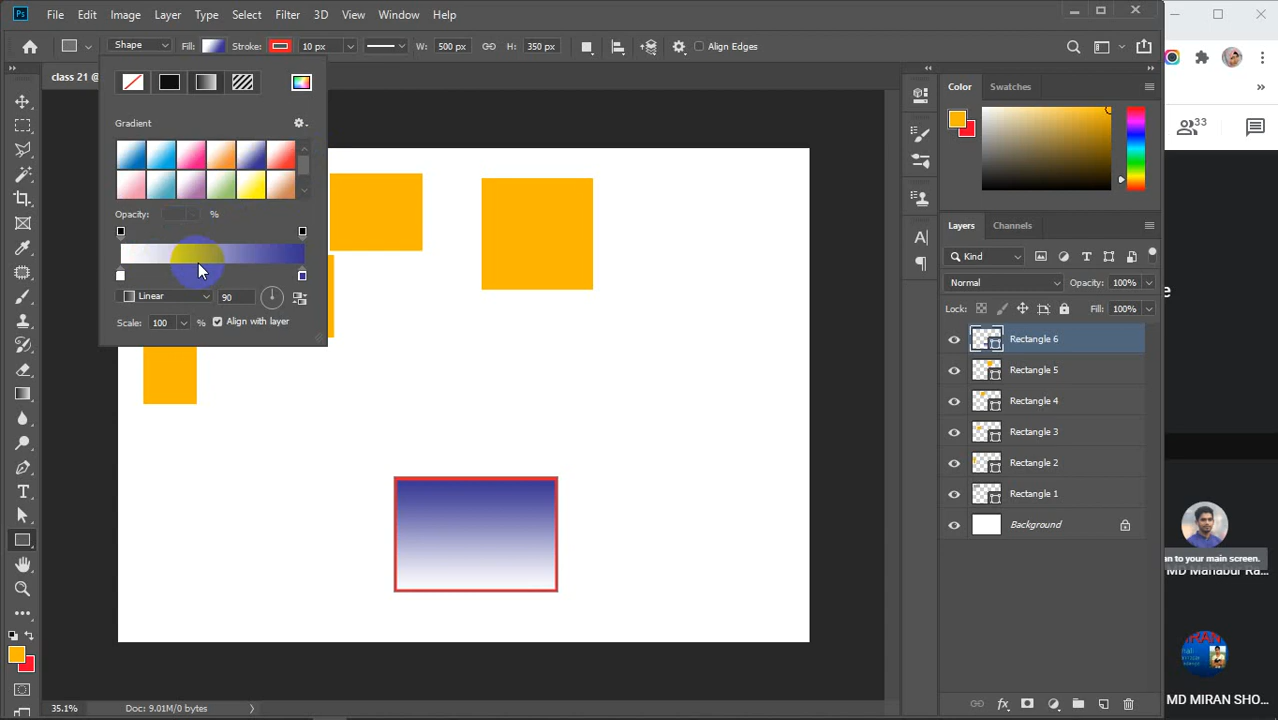 Ps File Edit Image Layer Type Select Filter 3D View Window Help
Shape Fill: Stroke: 10 px W: 500 px H: 350 px Align Edges
class 21 @
Gradient
Opacity: %
Linear 90
Scale: 100 % Align with layer
Color Swatches
Layers Channels
Kind
Normal Opacity: 100%
Lock: Fill: 100%
Rectangle 6
Rectangle 5
Rectangle 4
Rectangle 3
Rectangle 2
Rectangle 1
Background
35.1% Doc: 9.01M/0 bytes
33
e
an to your main screen.
MD Mahabur Ra...
MD MIRAN SHO...